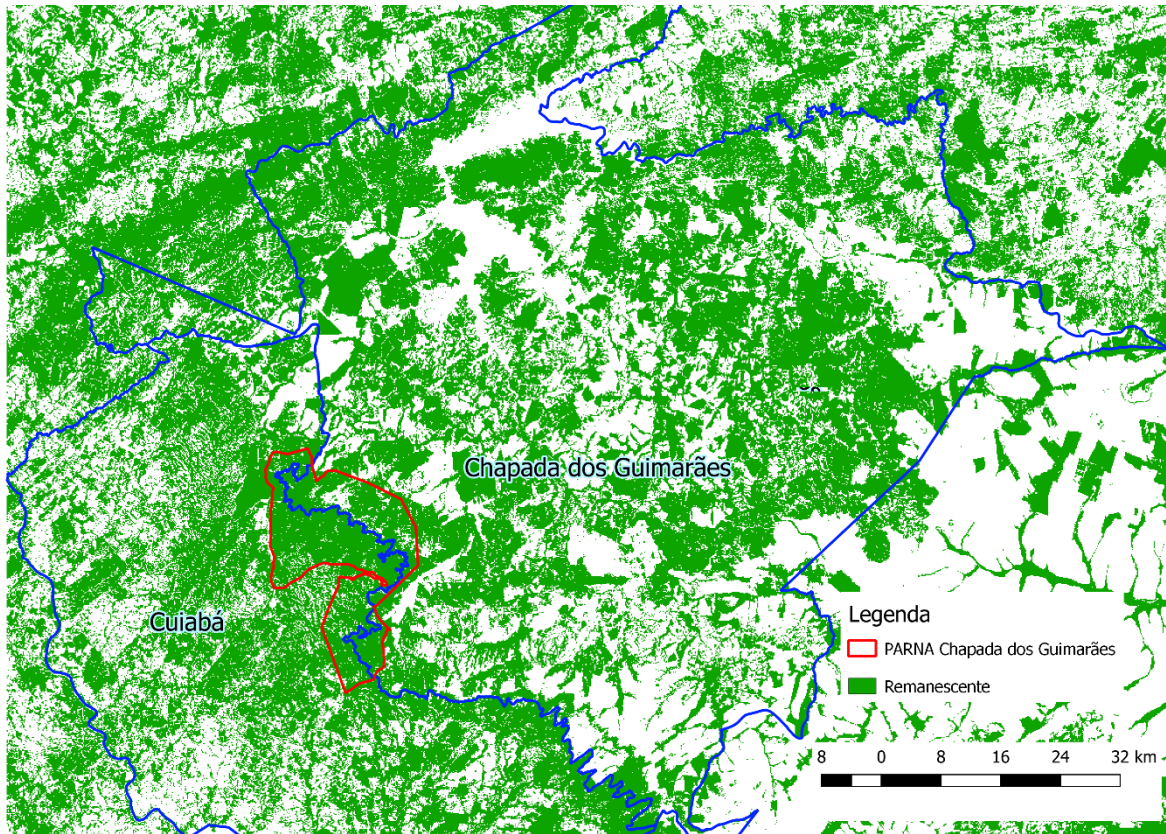 Chapada dos Guimarães
Cuiabá
Legenda
PARNA Chapada dos Guimarães
Remanescente
8 0 8 16 24 32 km